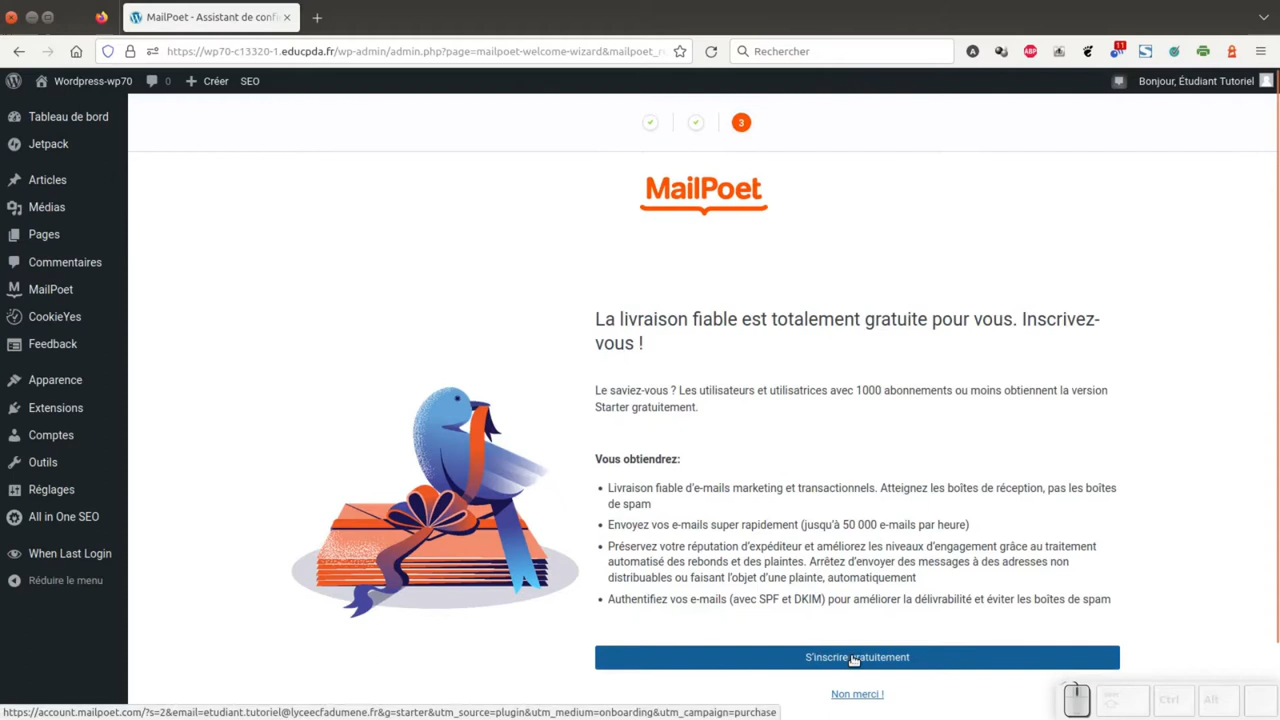 MailPoet - Assistant de confi
https://wp70-c13320-1.educpda.fr/wp-admin/admin.php?page=mailpoet-welcome-wizard&mailpoet_r
Rechercher
A
ABP
11
S
Wordpress-wp70
0
Créer
SEO
Bonjour, Étudiant Tutoriel
Tableau de bord
Jetpack
Articles
Médias
Pages
Commentaires
MailPoet
CookieYes
Feedback
Apparence
Extensions
Comptes
Outils
Réglages
All in One SEO
When Last Login
Réduire le menu
3
MailPoet
La livraison fiable est totalement gratuite pour vous. Inscrivez-
vous !
Le saviez-vous ? Les utilisateurs et utilisatrices avec 1000 abonnements ou moins obtiennent la version
Starter gratuitement.
Vous obtiendrez:
• Livraison fiable d'e-mails marketing et transactionnels. Atteignez les boîtes de réception, pas les boîtes
de spam
• Envoyez vos e-mails super rapidement (jusqu'à 50 000 e-mails par heure)
• Préservez votre réputation d'expéditeur et améliorez les niveaux d'engagement grâce au traitement
automatisé des rebonds et des plaintes. Arrêtez d'envoyer des messages à des adresses non
distribuables ou faisant l'objet d'une plainte, automatiquement
• Authentifiez vos e-mails (avec SPF et DKIM) pour améliorer la délivrabilité et éviter les boîtes de spam
S'inscrire gratuitement
Non merci !
Ctrl
Alt
https://account.mailpoet.com/?s=2&email=etudiant.tutoriel@lyceecfadumene.fr&g=starter&utm_source=plugin&utm_medium=onboarding&utm_campaign=purchase